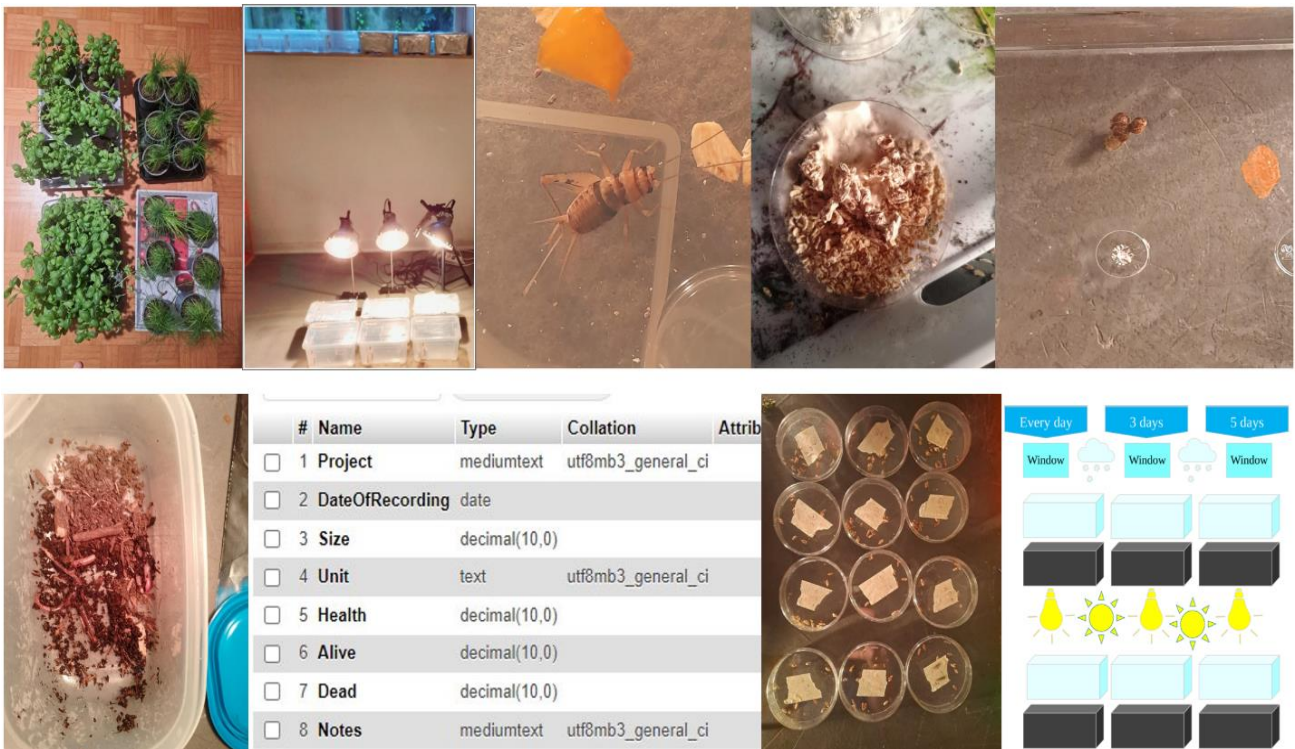 # Name Type Collation Attrib
1 Project mediumtext utf8mb3_general_ci
2 DateOfRecording date
3 Size decimal(10,0)
4 Unit text utf8mb3_general_ci
5 Health decimal(10,0)
6 Alive decimal(10,0)
7 Dead decimal(10,0)
8 Notes mediumtext utf8mb3_general_ci
Every day 3 days 5 days
Window Window Window